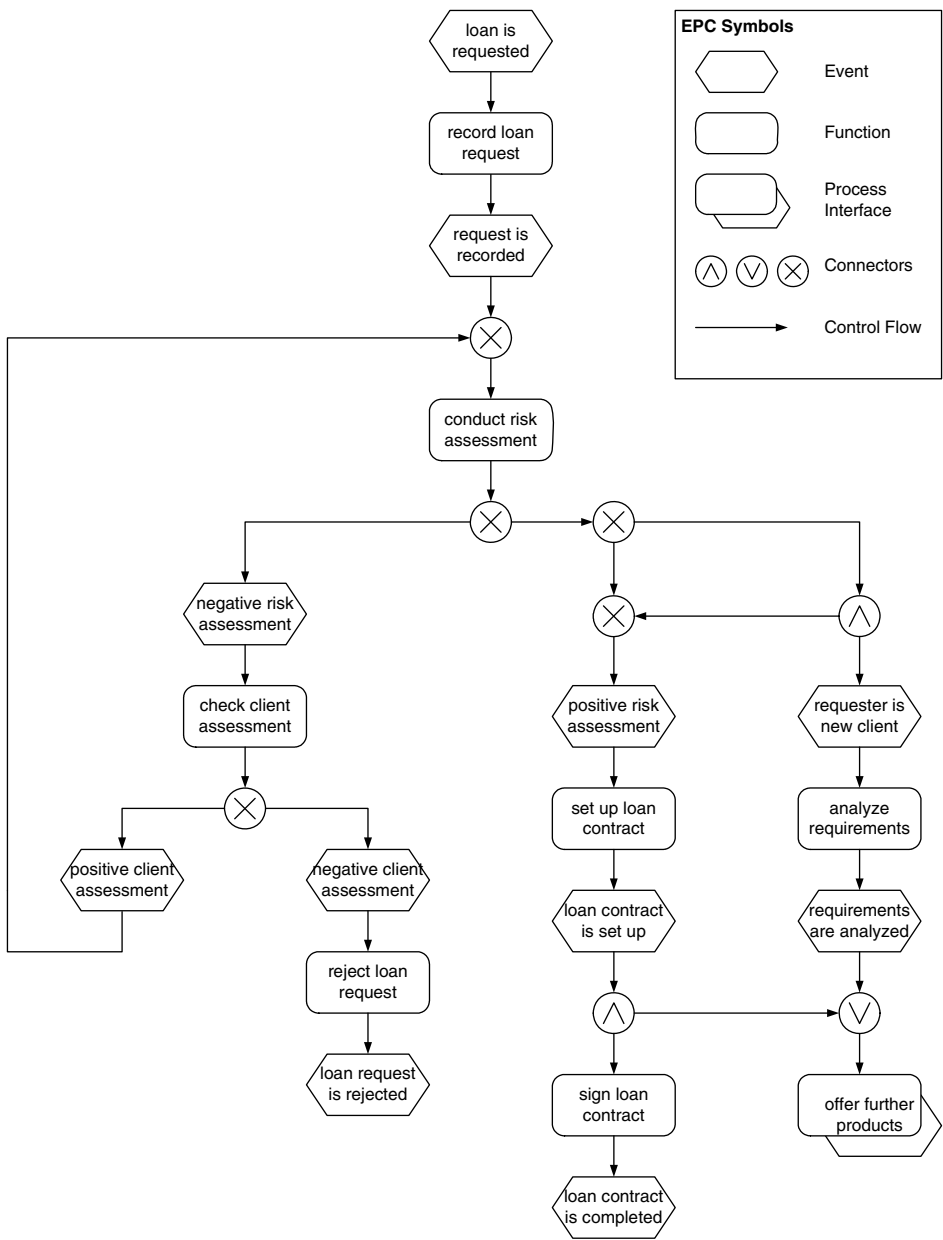 loan is
requested
record loan
request
request is
recorded
conduct risk
assessment
negative risk
assessment
check client
assessment
positive client
assessment
negative client
assessment
reject loan
request
loan request
is rejected
positive risk
assessment
set up loan
contract
loan contract
is set up
sign loan
contract
loan contract
is completed
requester is
new client
analyze
requirements
requirements
are analyzed
offer further
products
EPC Symbols
Event
Function
Process
Interface
Connectors
Control Flow